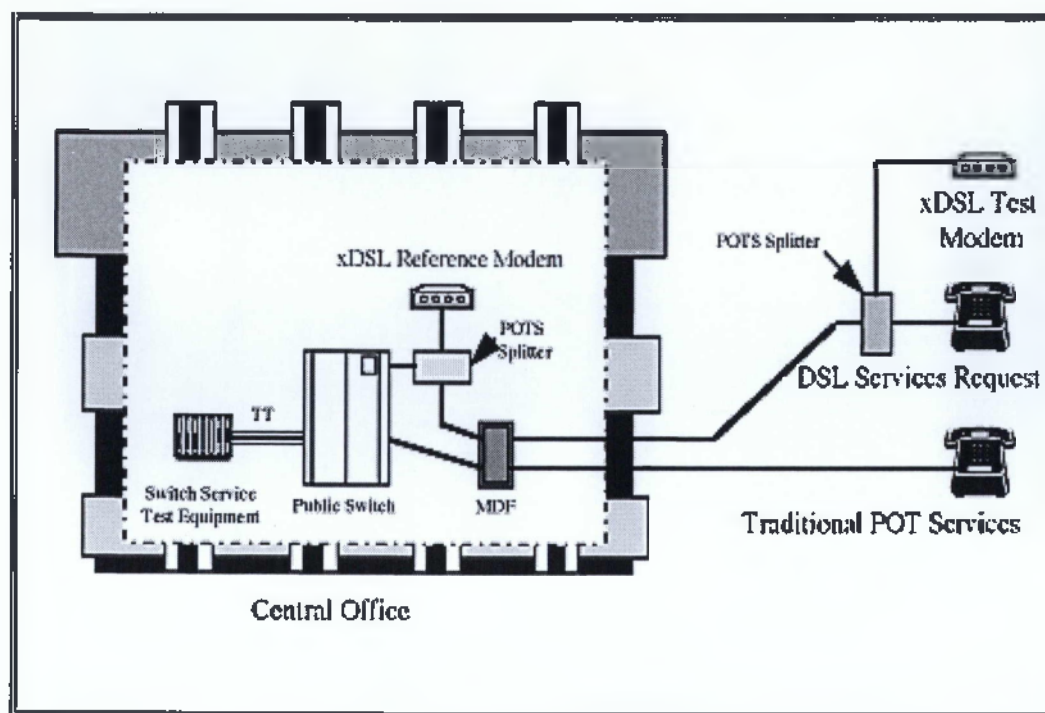 xDSL Test
Modem
POTS Splitter
xDSL Reference Modem
POTS
Splitter
DSL Services Request
TT
Switch Service
Test Equipment
Public Switch
MDF
Traditional POT Services
Central Office